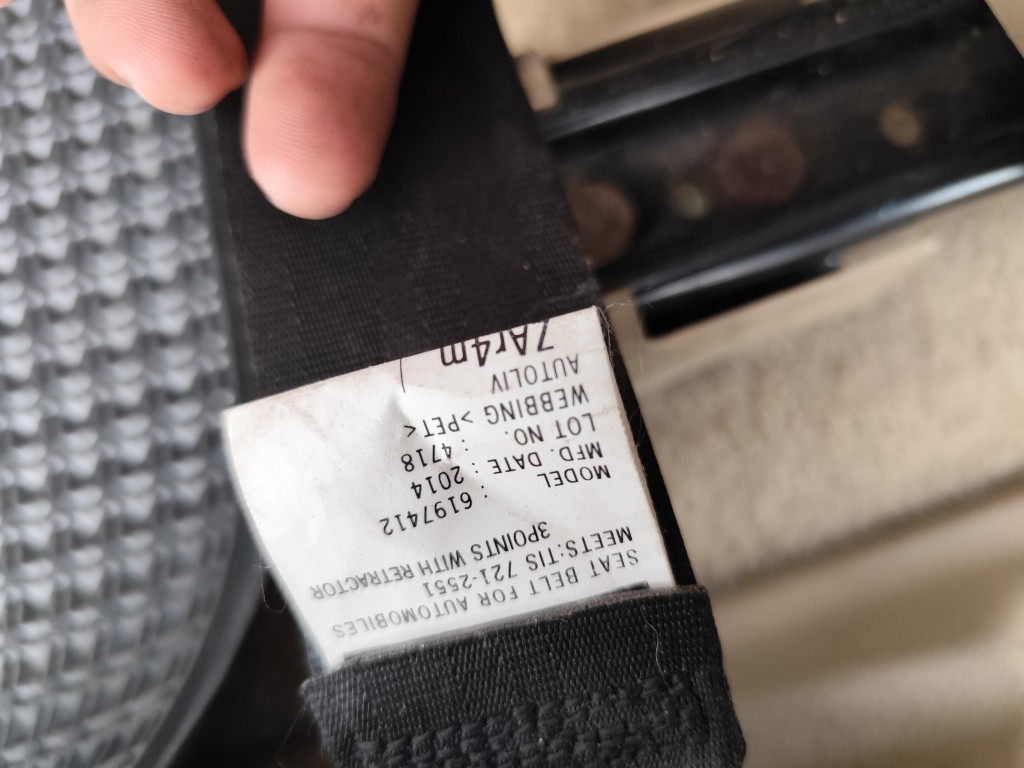 SEAT BELT FOR AUTOMOBILES
MEETS:TIS 721-2551
3POINTS WITH RETRACTOR
MODEL : 6197412
MFD. DATE : 2014
LOT NO. : 4718
WEBBING >PET<
AUTOLIV
ZAr4m